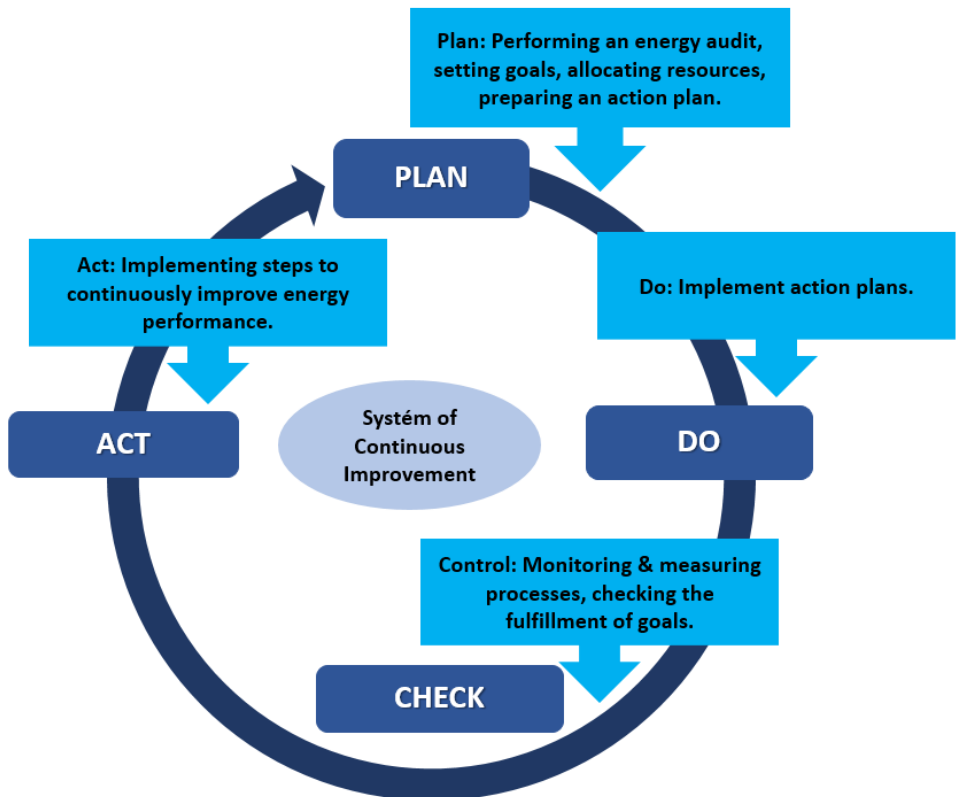 Plan: Performing an energy audit,
setting goals, allocating resources,
preparing an action plan.
PLAN
Act: Implementing steps to
continuously improve energy
performance.
Do: Implement action plans.
ACT
Systém of
Continuous
Improvement
DO
Control: Monitoring & measuring
processes, checking the
fulfillment of goals.
CHECK